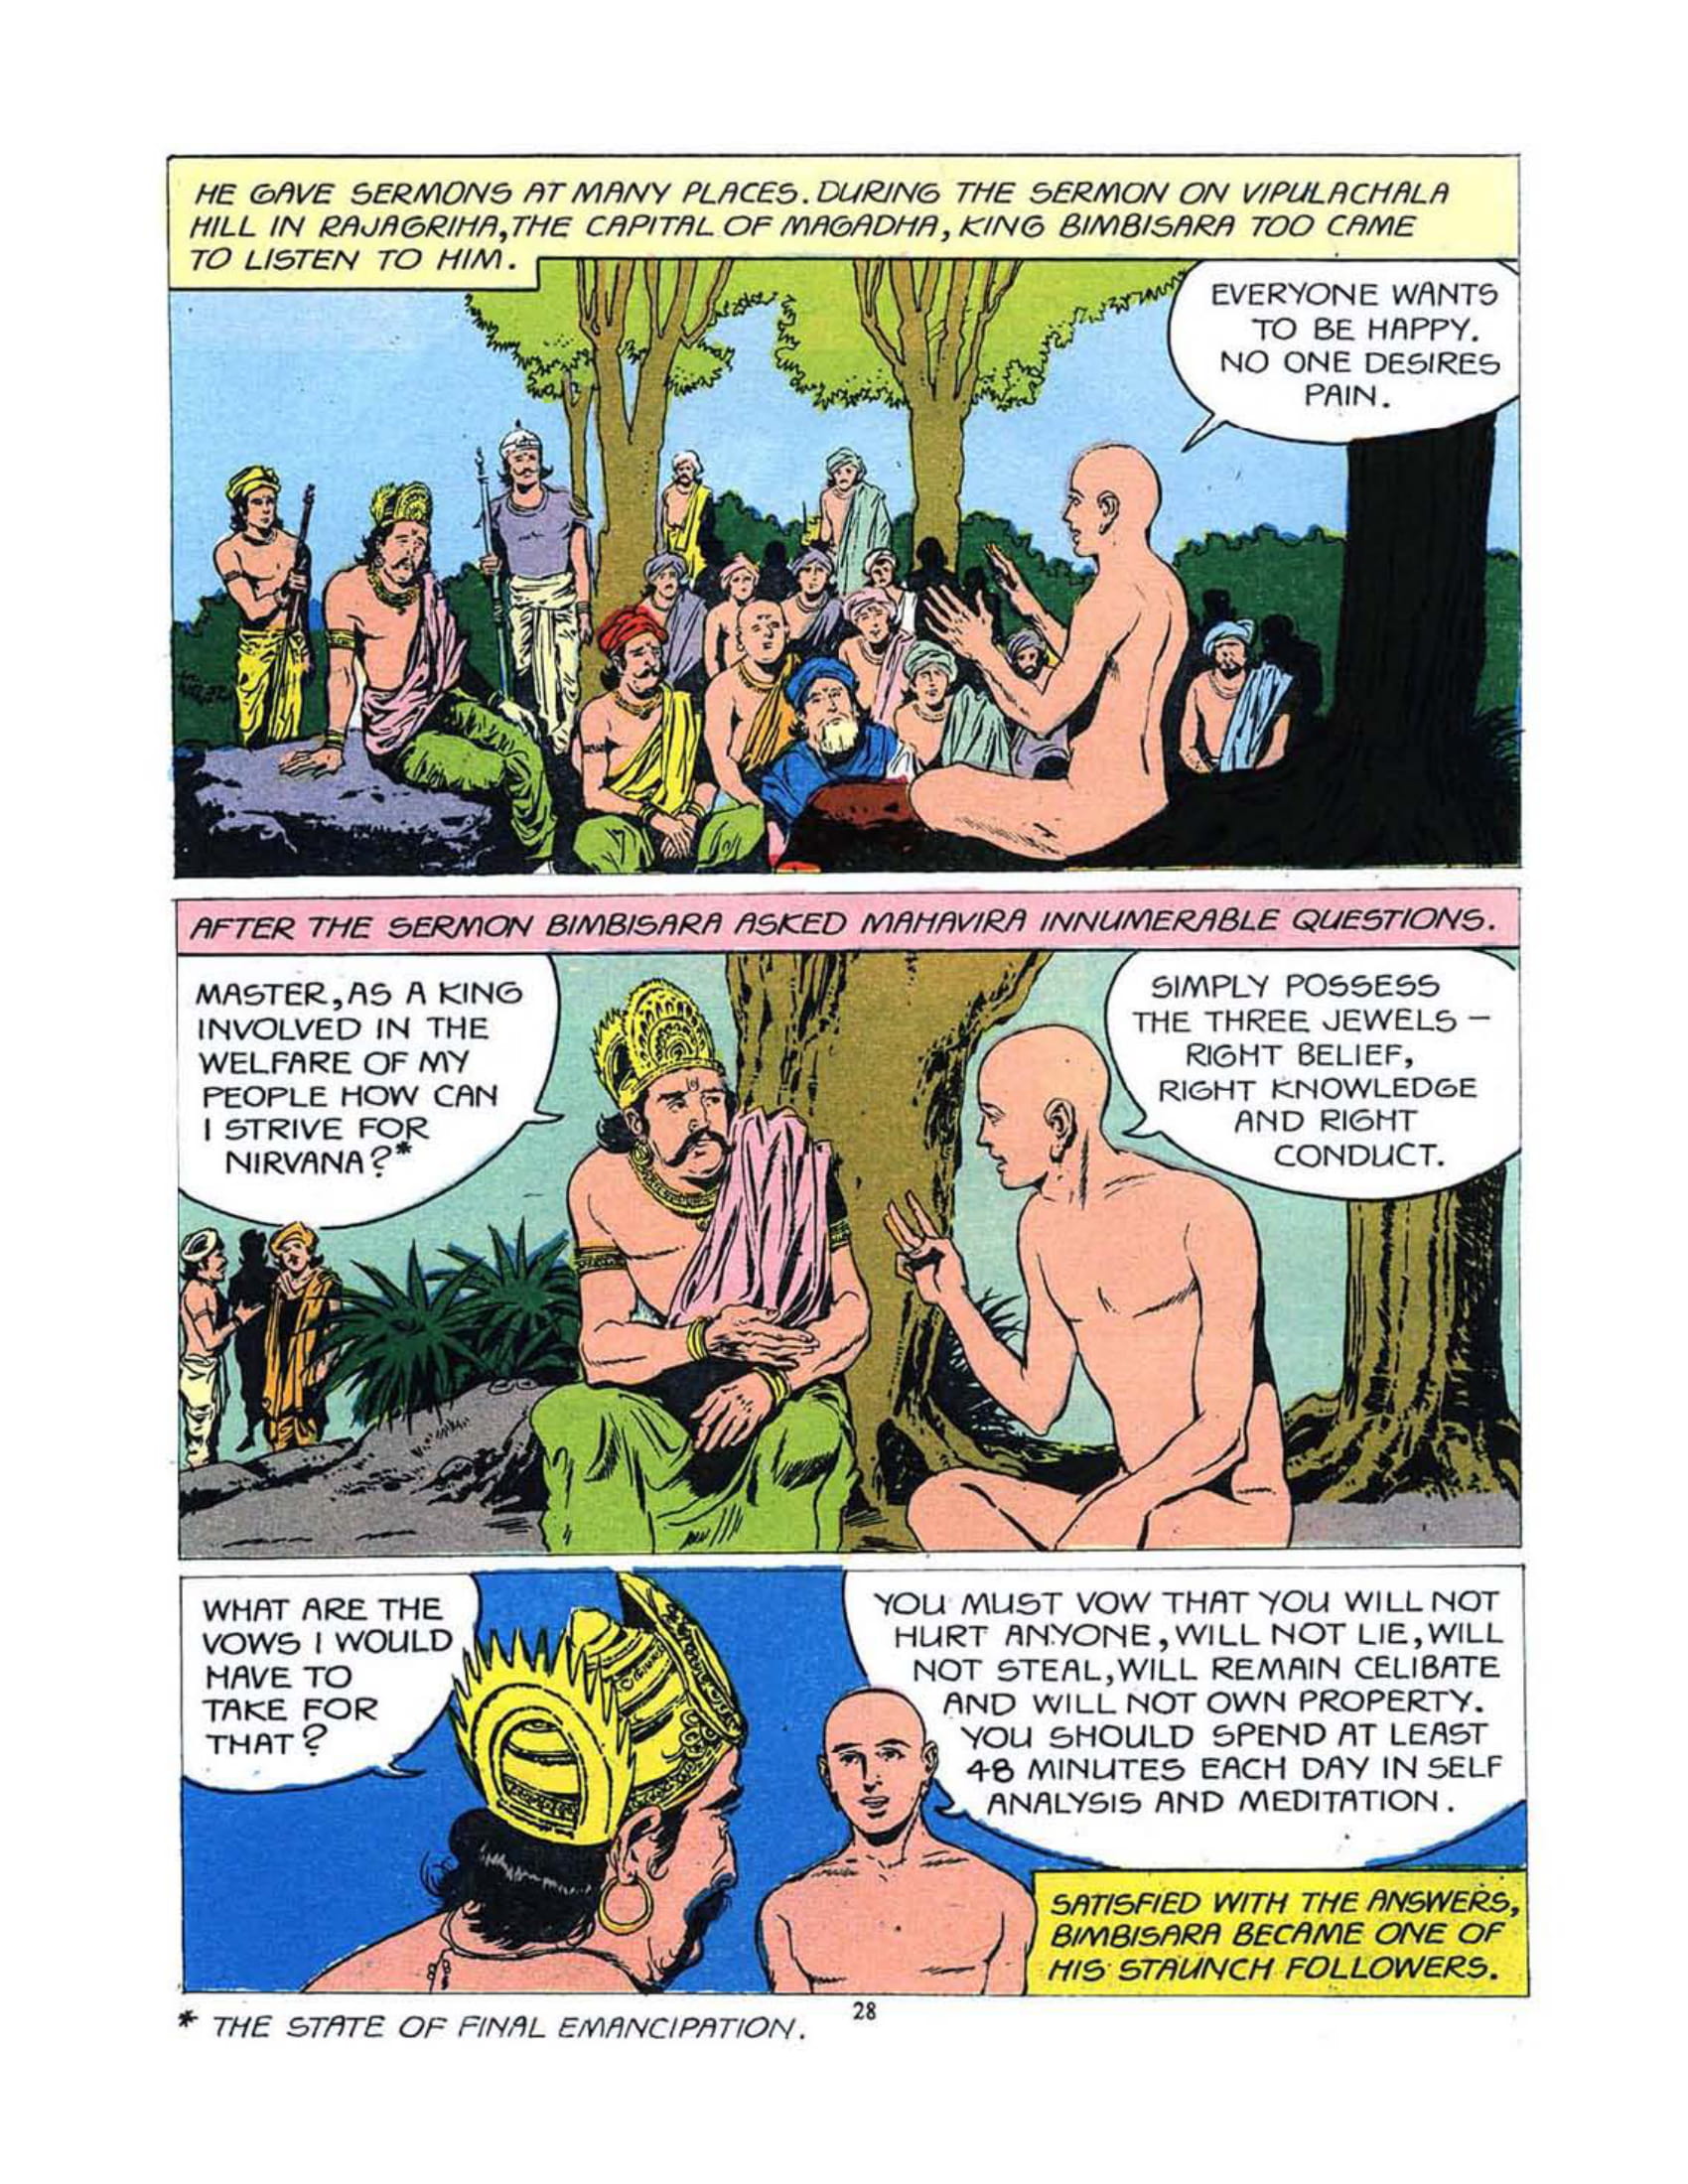 HE GAVE SERMONS AT MANY PLACES. DURING THE SERMON ON VIPULACHALA
HILL IN RAJAGRIHA, THE CAPITAL OF MAGADHA, KING BIMBISARA TOO CAME
TO LISTEN TO HIM.
EVERYONE WANTS
TO BE HAPPY.
NO ONE DESIRES
PAIN.
AFTER THE SERMON BIMBISARA ASKED MAHAVIRA INNUMERABLE QUESTIONS.
MASTER, AS A KING
INVOLVED IN THE
WELFARE OF MY
PEOPLE HOW CAN
I STRIVE FOR
NIRVANA?*
SIMPLY POSSESS
THE THREE JEWELS –
RIGHT BELIEF,
RIGHT KNOWLEDGE
AND RIGHT
CONDUCT.
WHAT ARE THE
VOWS I WOULD
HAVE TO
TAKE FOR
THAT?
YOU MUST VOW THAT YOU WILL NOT
HURT ANYONE, WILL NOT LIE, WILL
NOT STEAL, WILL REMAIN CELIBATE
AND WILL NOT OWN PROPERTY.
YOU SHOULD SPEND AT LEAST
48 MINUTES EACH DAY IN SELF
ANALYSIS AND MEDITATION.
SATISFIED WITH THE ANSWERS,
BIMBISARA BECAME ONE OF
HIS STAUNCH FOLLOWERS.
* THE STATE OF FINAL EMANCIPATION.
28